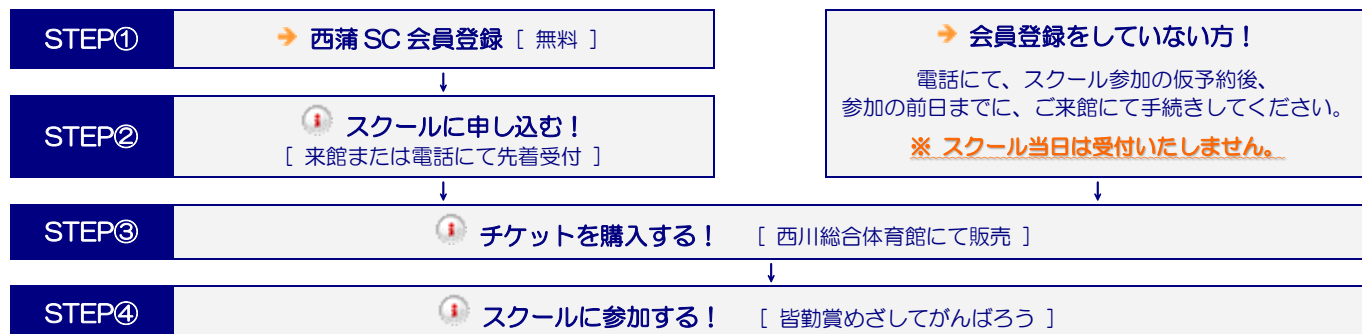 STEP① 西蒲SC会員登録 [ 無料 ]
↓
STEP② スクールに申し込む！
[ 来館または電話にて先着受付 ]
↓
会員登録をしていない方！
電話にて、スクール参加の仮予約後、
参加の前日までに、ご来館にて手続きしてください。
※ スクール当日は受付いたしません。
↓
STEP③ チケットを購入する！ [ 西川総合体育館にて販売 ]
↓
STEP④ スクールに参加する！ [ 皆勤賞めざしてがんばろう ]